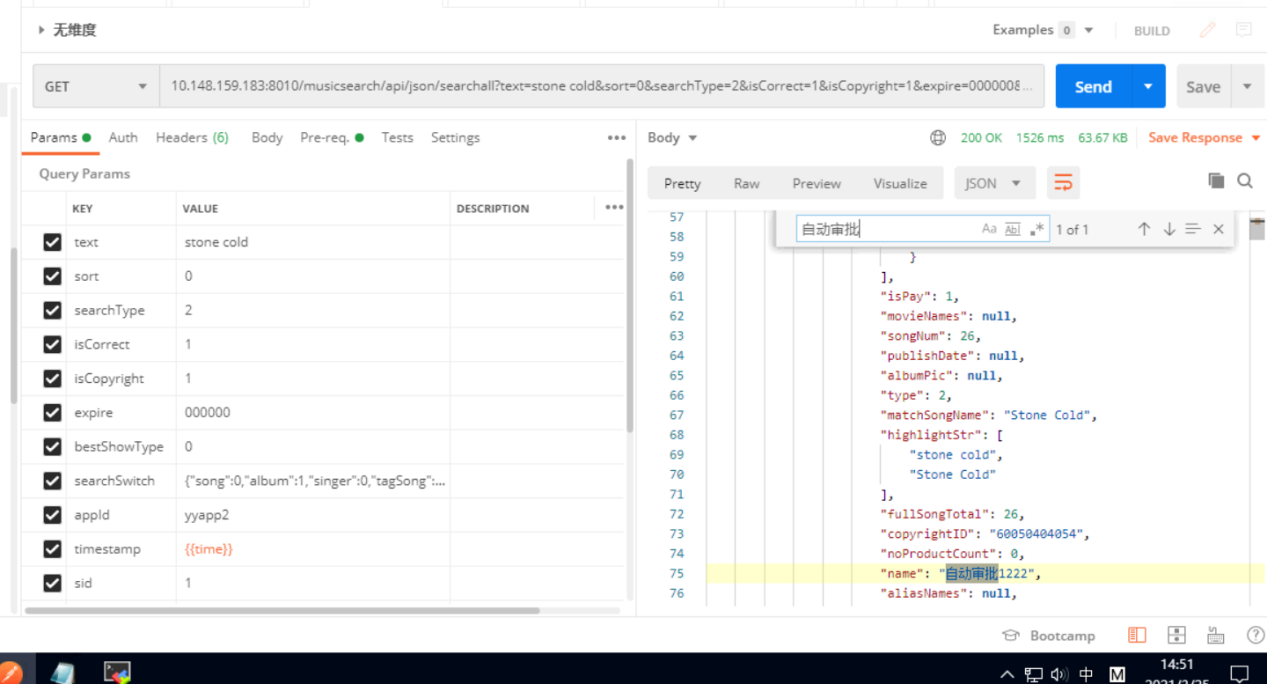 无维度
Examples 0
BUILD
GET
10.148.159.183:8010/musicsearch/api/json/searchall?text=stone cold&sort=0&searchType=2&isCorrect=1&isCopyright=1&expire=000000&...
Send
Save
Params
Auth
Headers (6)
Body
Pre-req.
Tests
Settings
Query Params
KEY VALUE DESCRIPTION
text stone cold
sort 0
searchType 2
isCorrect 1
isCopyright 1
expire 000000
bestShowType 0
searchSwitch {"song":0,"album":1,"singer":0,"tagSong":...
appId yyapp2
timestamp {{time}}
sid 1
Body
200 OK 1526 ms 63.67 KB Save Response
Pretty Raw Preview Visualize JSON
自动审批 Aa Abl .* 1 of 1
57
58
59 }
60 ],
61 "isPay": 1,
62 "movieNames": null,
63 "songNum": 26,
64 "publishDate": null,
65 "albumPic": null,
66 "type": 2,
67 "matchSongName": "Stone Cold",
68 "highlightStr": [
69 "stone cold",
70 "Stone Cold"
71 ],
72 "fullSongTotal": 26,
73 "copyrightID": "60050404054",
74 "noProductCount": 0,
75 "name": "自动审批1222",
76 "aliasNames": null,
Bootcamp
中 M 14:51